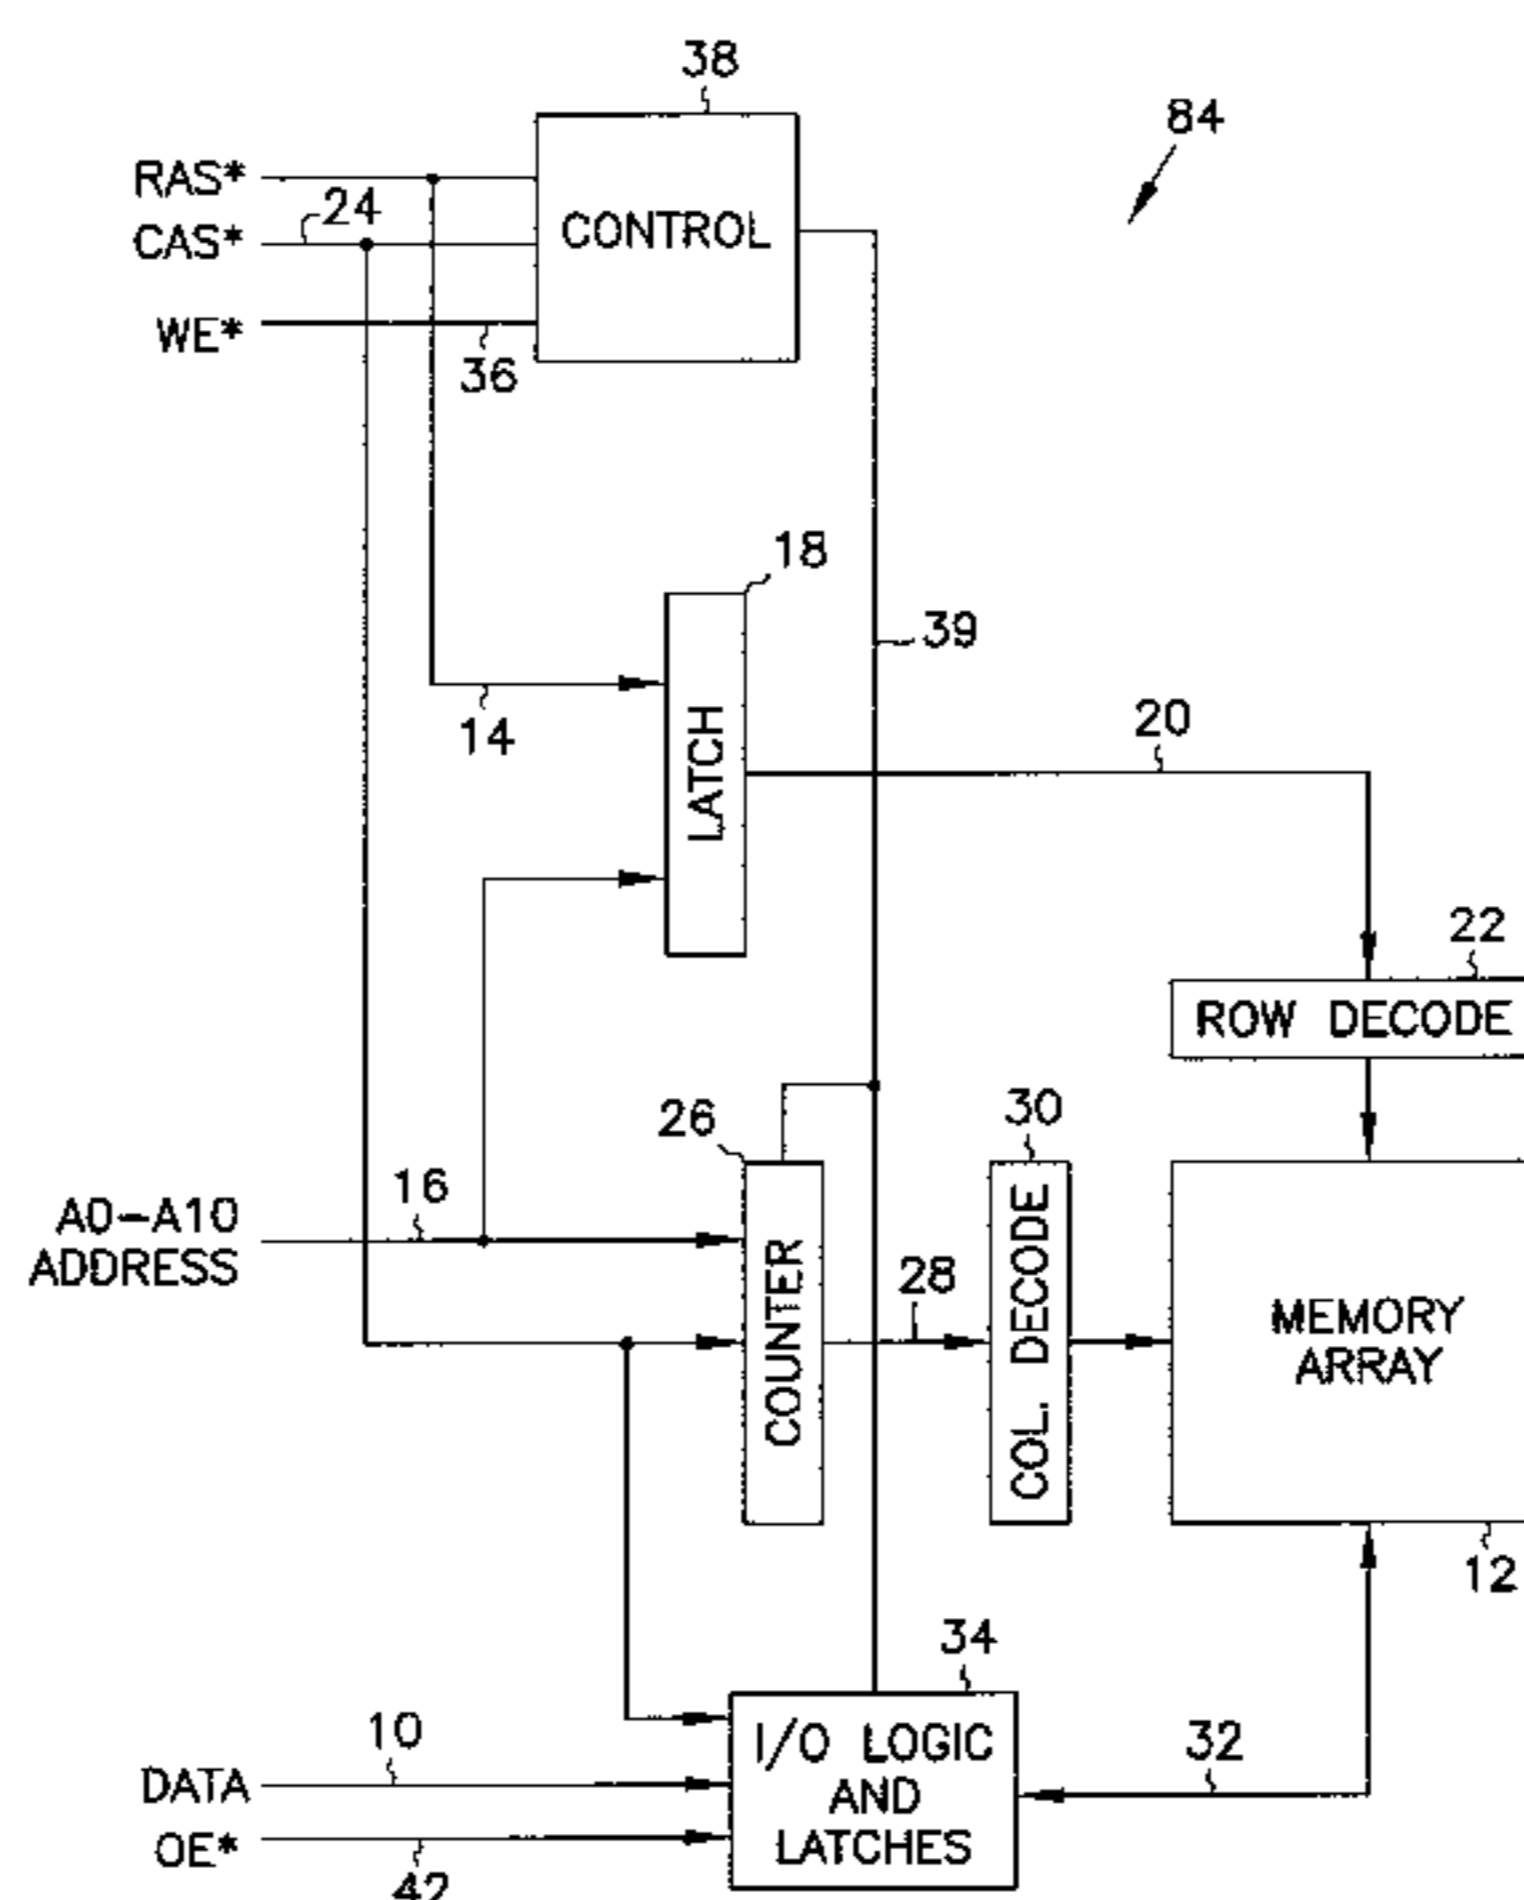 38
84
RAS*
24
CAS*
CONTROL
WE*
36
18
39
14
LATCH
20
22
ROW DECODE
26
30
16
A0-A10
ADDRESS
COUNTER
28
COL. DECODE
MEMORY
ARRAY
12
34
10
I/O LOGIC
32
DATA
AND
OE*
LATCHES
42